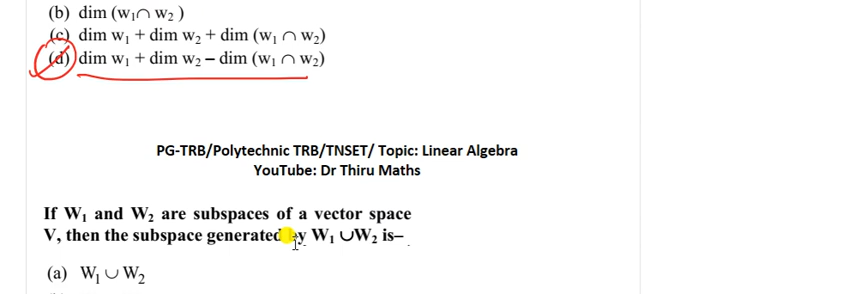 (b) dim (w₁∩ w₂ )
(c) dim w₁ + dim w₂ + dim (w₁ ∩ w₂)
(d) dim w₁ + dim w₂ – dim (w₁ ∩ w₂)
PG-TRB/Polytechnic TRB/TNSET/ Topic: Linear Algebra
YouTube: Dr Thiru Maths
If W₁ and W₂ are subspaces of a vector space
V, then the subspace generated by W₁ ∪W₂ is–
(a) W₁ ∪ W₂